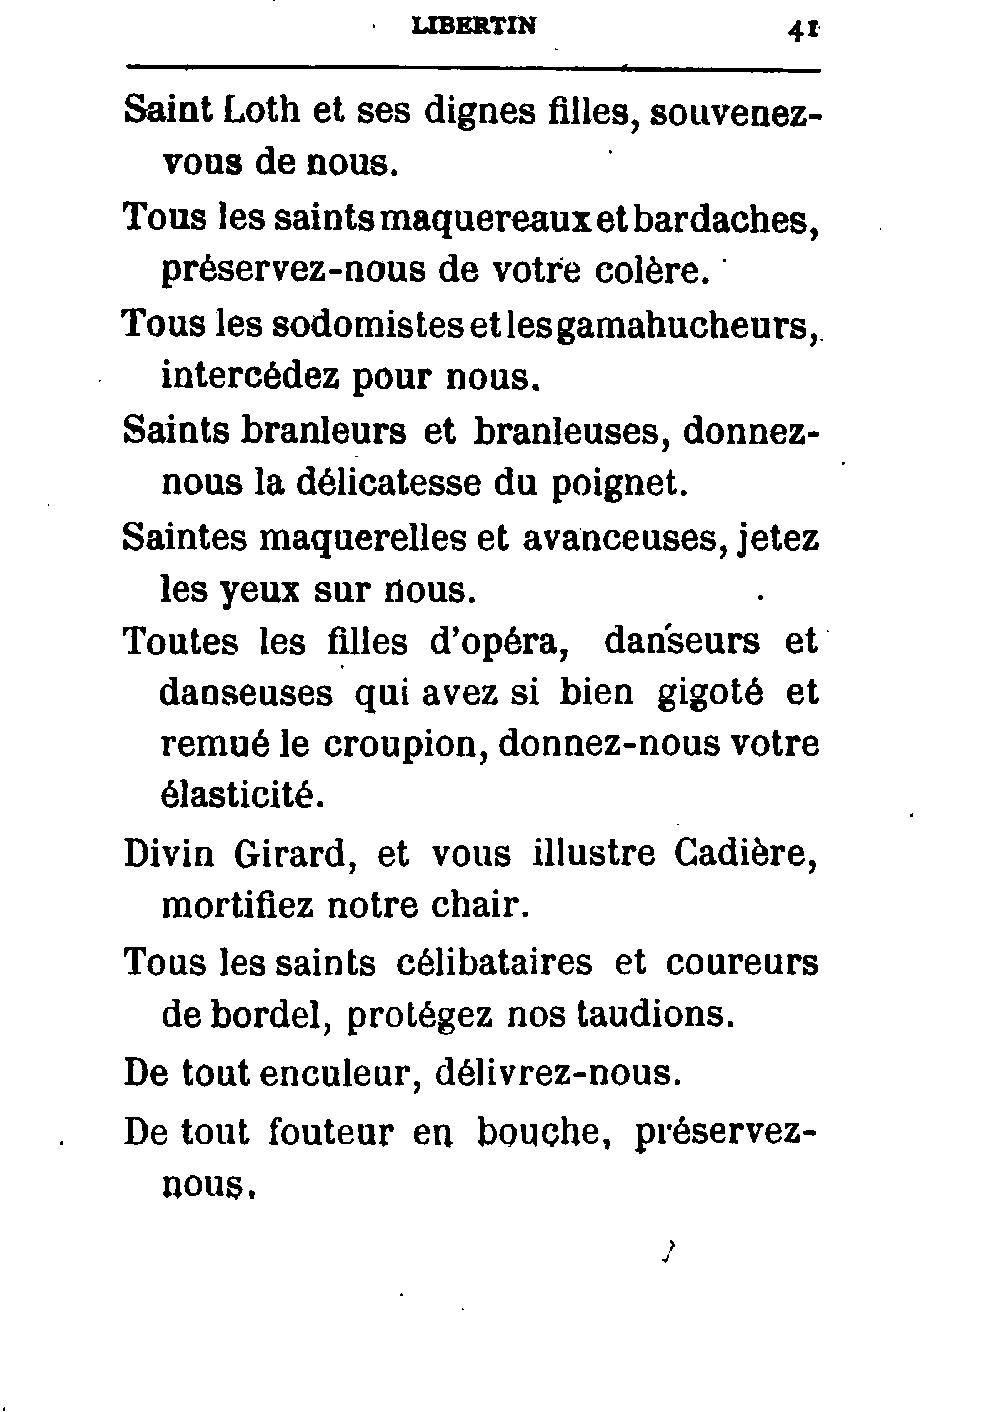 LIBERTIN 41
Saint Loth et ses dignes filles, souvenez-
vous de nous.
Tous les saints maquereaux et bardaches,
préservez-nous de votre colère.
Tous les sodomistes et les gamahucheurs,
intercédez pour nous.
Saints branleurs et branleuses, donnez-
nous la délicatesse du poignet.
Saintes maquerelles et avanceuses, jetez
les yeux sur nous.
Toutes les filles d'opéra, danseurs et
danseuses qui avez si bien gigoté et
remué le croupion, donnez-nous votre
élasticité.
Divin Girard, et vous illustre Cadière,
mortifiez notre chair.
Tous les saints célibataires et coureurs
de bordel, protégez nos taudions.
De tout enculeur, délivrez-nous.
De tout fouteur en bouche, préservez-
nous.